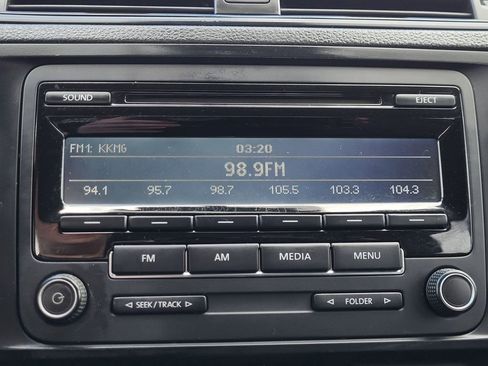 SOUND EJECT
FM1: KKMG 03:20
98.9FM
94.1 95.7 98.7 105.5 103.3 104.3
FM AM MEDIA MENU
◁ SEEK/TRACK ▷ ◁ FOLDER ▷